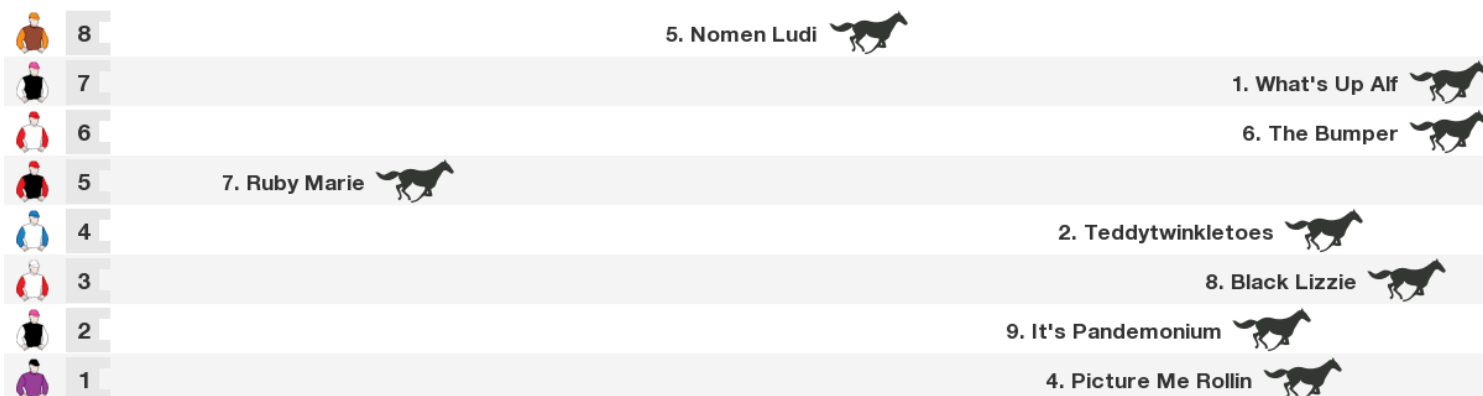 8 5. Nomen Ludi
7 1. What's Up Alf
6 6. The Bumper
5 7. Ruby Marie
4 2. Teddytwinkletoes
3 8. Black Lizzie
2 9. It's Pandemonium
1 4. Picture Me Rollin